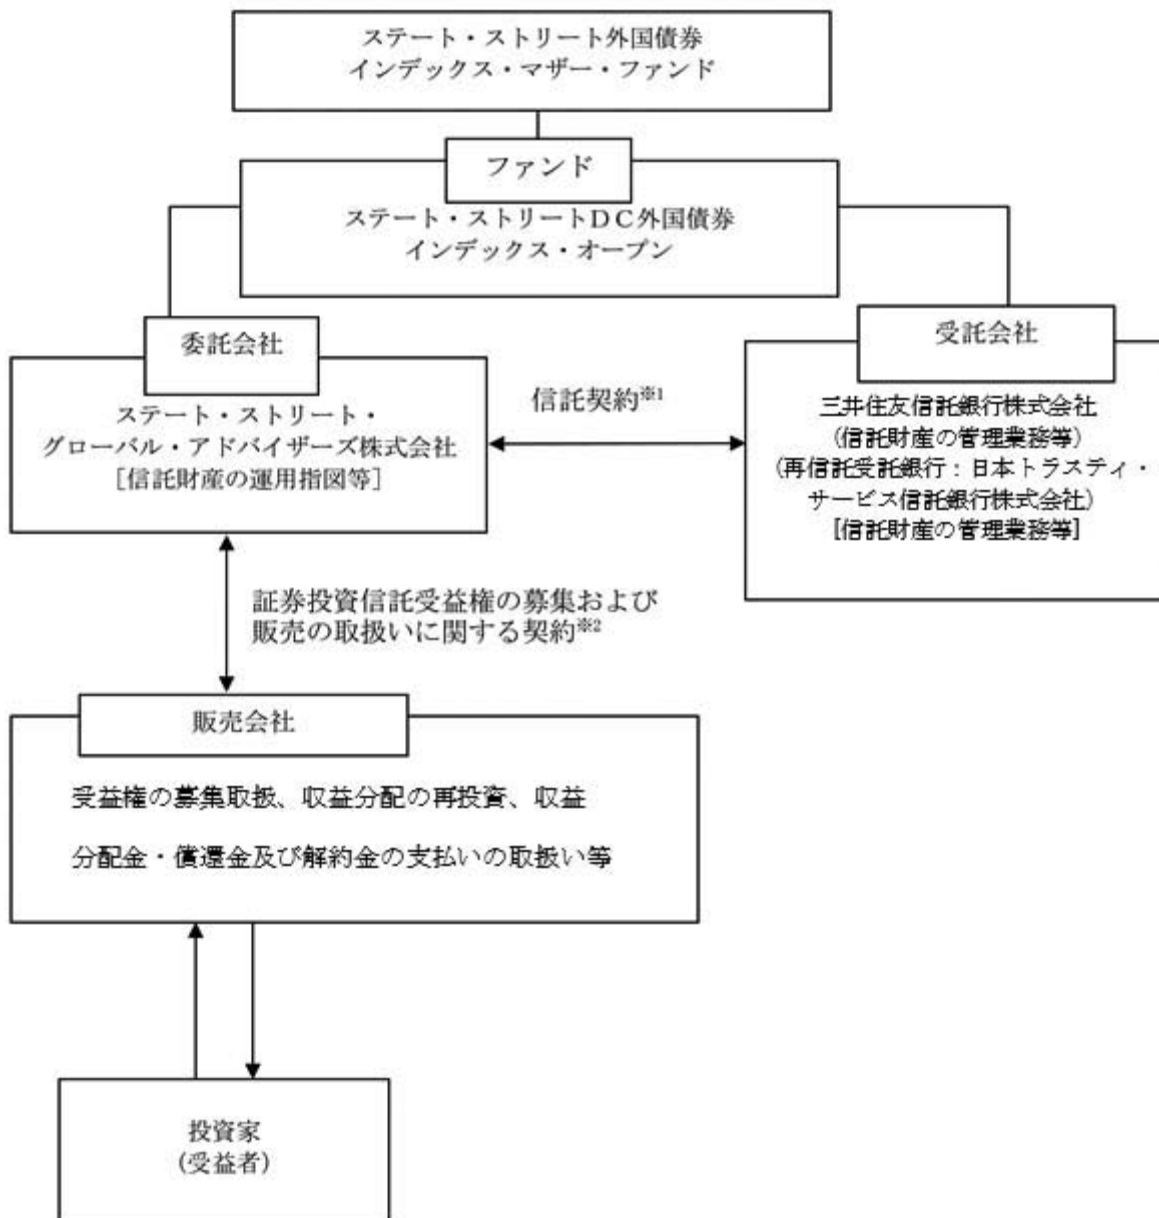 ステート・ストリート外国債券
インデックス・マザー・ファンド
ファンド
ステート・ストリートＤＣ外国債券
インデックス・オープン
委託会社
ステート・ストリート・
グローバル・アドバイザーズ株式会社
［信託財産の運用指図等］
信託契約※1
受託会社
三井住友信託銀行株式会社
(信託財産の管理業務等)
(再信託受託銀行：日本トラスティ・
サービス信託銀行株式会社)
[信託財産の管理業務等]
証券投資信託受益権の募集および
販売の取扱いに関する契約※2
販売会社
受益権の募集取扱、収益分配の再投資、収益
分配金・償還金及び解約金の支払いの取扱い等
投資家
(受益者)